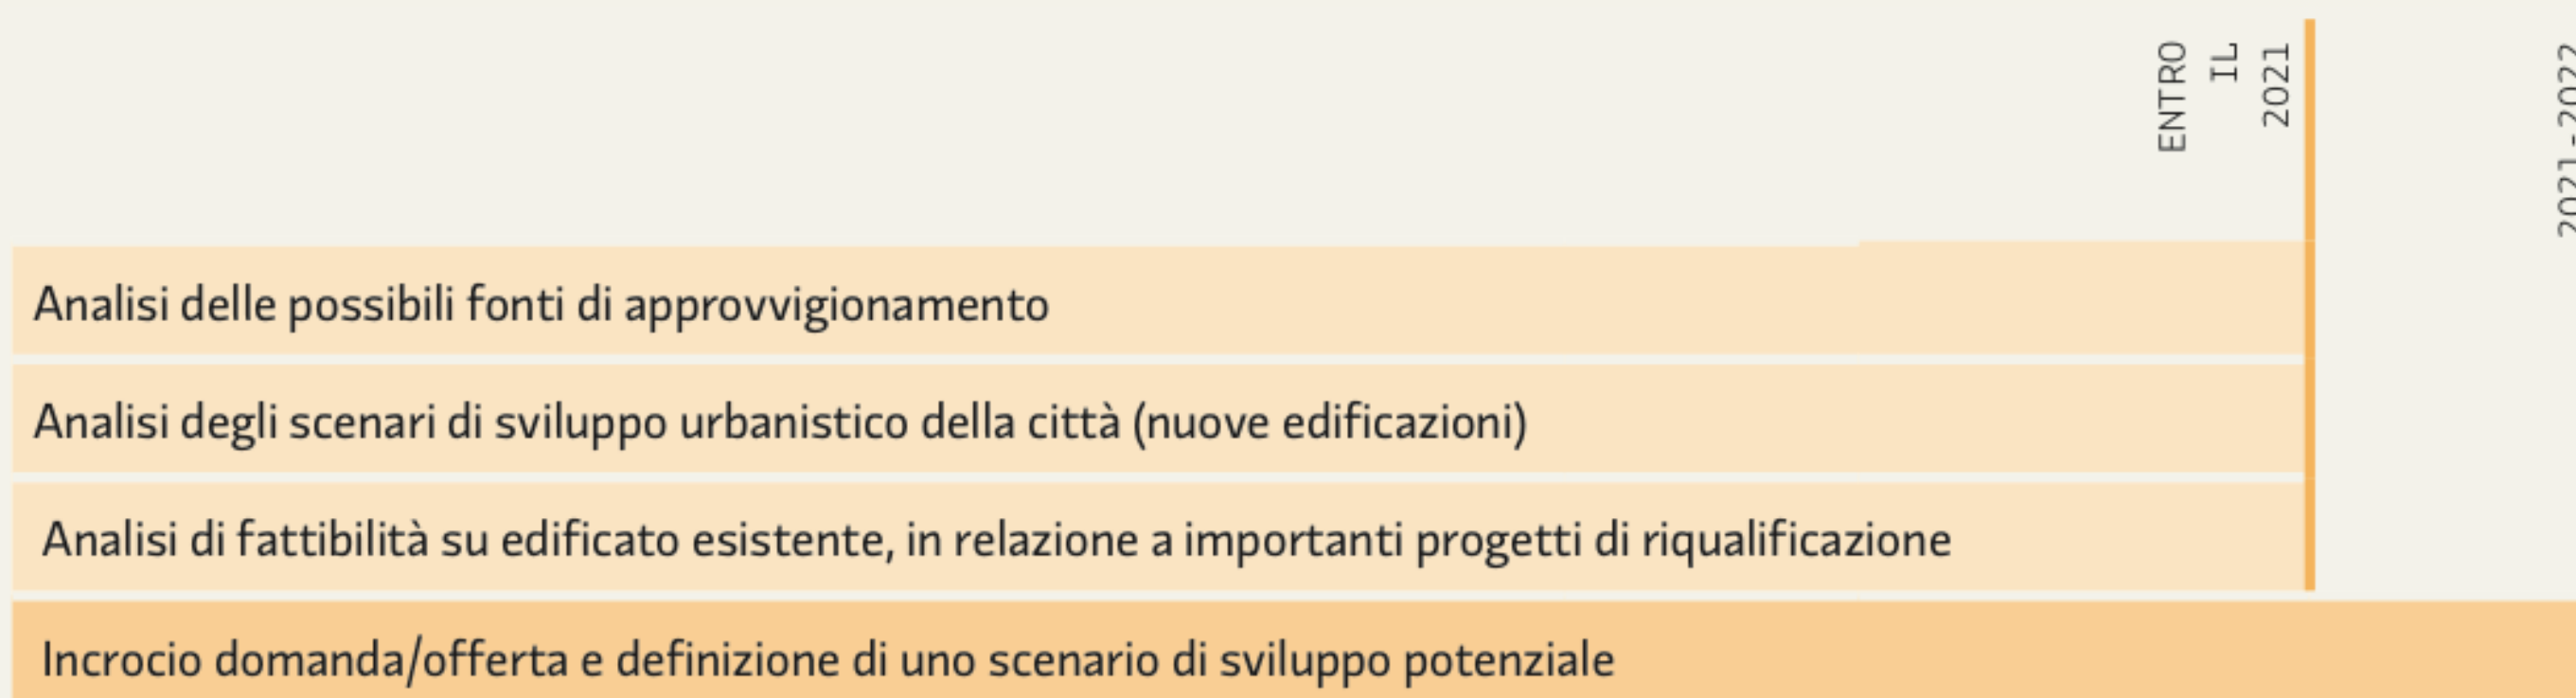 ENTRO
IL
2021
2021-2022
Analisi delle possibili fonti di approvvigionamento
Analisi degli scenari di sviluppo urbanistico della città (nuove edificazioni)
Analisi di fattibilità su edificato esistente, in relazione a importanti progetti di riqualificazione
Incrocio domanda/offerta e definizione di uno scenario di sviluppo potenziale